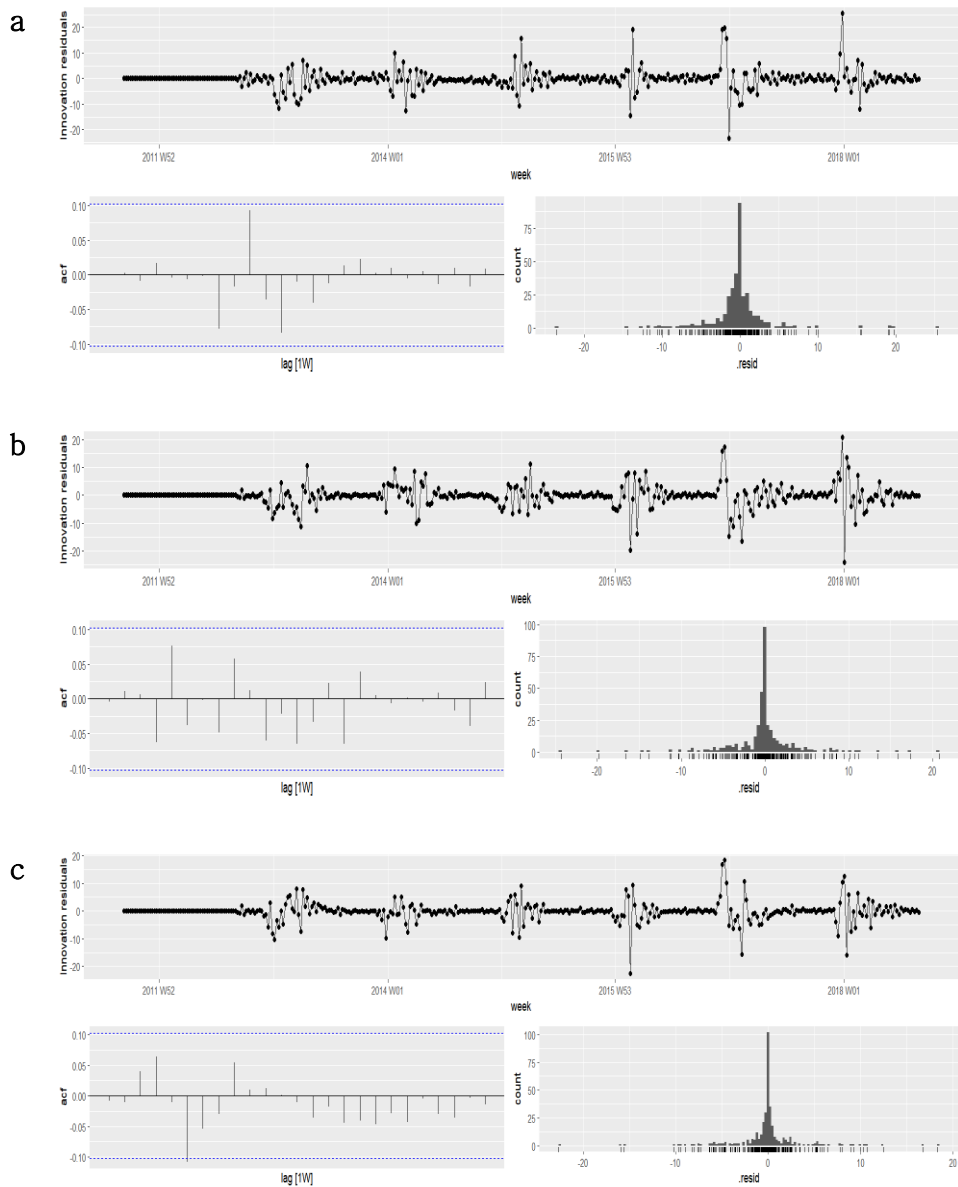 a
Innovation residuals
20
10
0
-10
-20
2011 W52
2014 W01
2015 W53
2018 W01
week
acf
0.10
0.05
0.00
-0.05
-0.10
lag [1W]
count
75
50
25
0
-20
-10
0
10
20
.resid
b
Innovation residuals
20
10
0
-10
-20
2011 W52
2014 W01
2015 W53
2018 W01
week
acf
0.10
0.05
0.00
-0.05
-0.10
lag [1W]
count
100
75
50
25
0
-20
-10
0
10
20
.resid
c
Innovation residuals
20
10
0
-10
-20
2011 W52
2014 W01
2015 W53
2018 W01
week
acf
0.10
0.05
0.00
-0.05
-0.10
lag [1W]
count
100
75
50
25
0
-20
-10
0
10
20
.resid